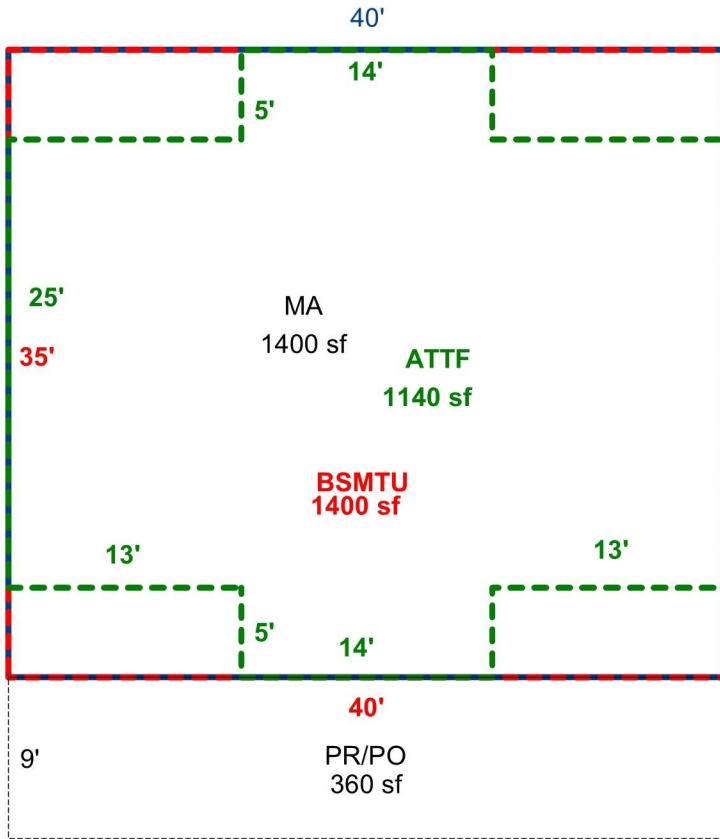 40'
14'
5'
25'
MA
1400 sf
35'
ATTF
1140 sf
BSMTU
1400 sf
13'
13'
5'
14'
40'
9'
PR/PO
360 sf